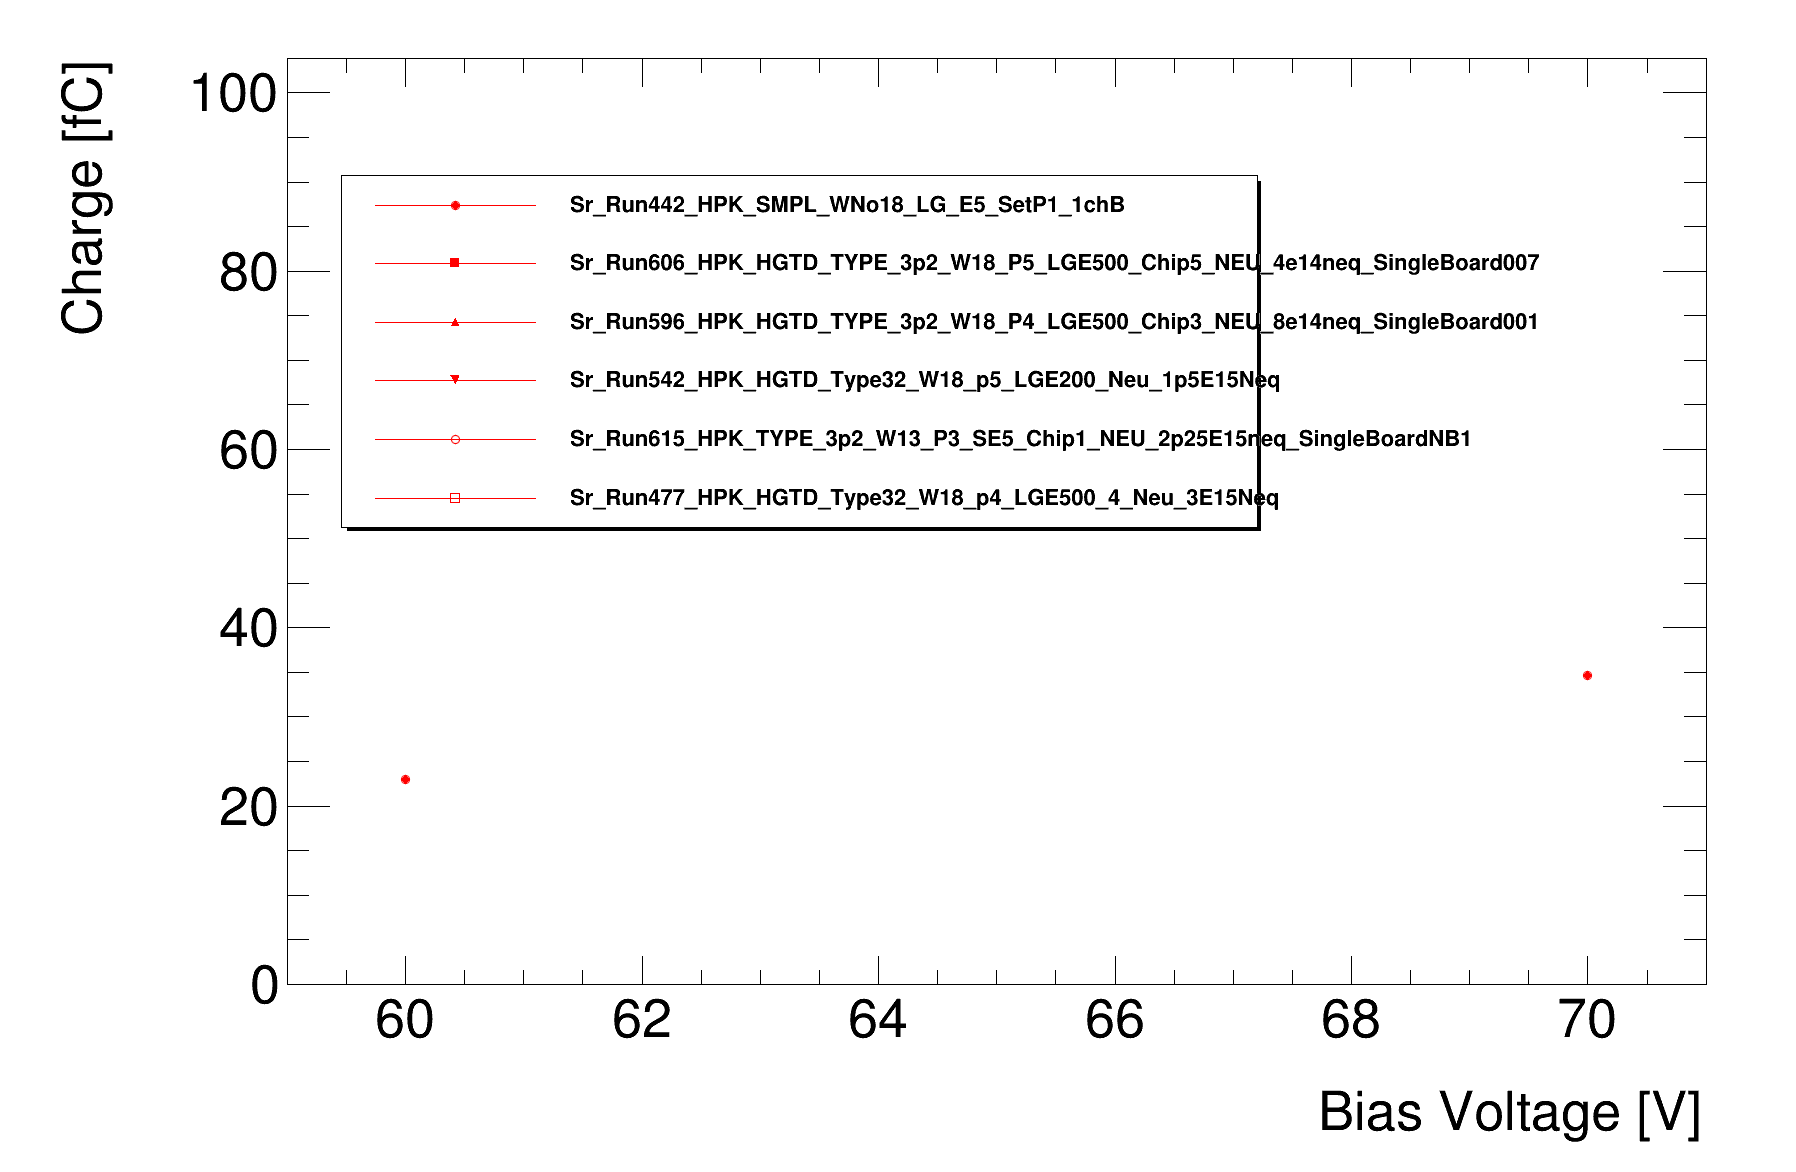 Charge [fC]
100
80
60
40
20
0
Sr_Run442_HPK_SMPL_WNo18_LG_E5_SetP1_1chB
Sr_Run606_HPK_HGTD_TYPE_3p2_W18_P5_LGE500_Chip5_NEU_4e14neq_SingleBoard007
Sr_Run596_HPK_HGTD_TYPE_3p2_W18_P4_LGE500_Chip3_NEU_8e14neq_SingleBoard001
Sr_Run542_HPK_HGTD_Type32_W18_p5_LGE200_Neu_1p5E15Neq
Sr_Run615_HPK_TYPE_3p2_W13_P3_SE5_Chip1_NEU_2p25E15neq_SingleBoardNB1
Sr_Run477_HPK_HGTD_Type32_W18_p4_LGE500_4_Neu_3E15Neq
60 62 64 66 68 70
Bias Voltage [V]